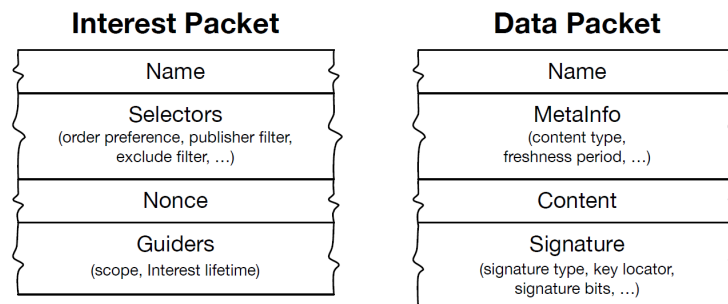 Interest Packet
Name
Selectors
(order preference, publisher filter,
exclude filter, ...)
Nonce
Guiders
(scope, Interest lifetime)
Data Packet
Name
MetaInfo
(content type,
freshness period, ...)
Content
Signature
(signature type, key locator,
signature bits, ...)